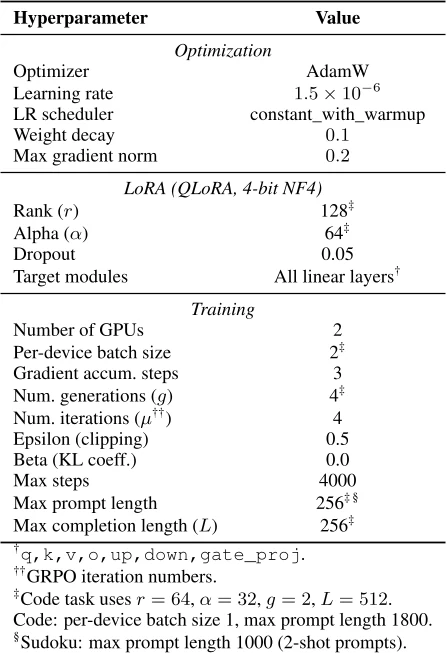 Hyperparameter Value
Optimization
Optimizer AdamW
Learning rate 1.5 × 10⁻⁶
LR scheduler constant_with_warmup
Weight decay 0.1
Max gradient norm 0.2
LoRA (QLoRA, 4-bit NF4)
Rank (r) 128‡
Alpha (α) 64‡
Dropout 0.05
Target modules All linear layers†
Training
Number of GPUs 2
Per-device batch size 2‡
Gradient accum. steps 3
Num. generations (g) 4‡
Num. iterations (μ††) 4
Epsilon (clipping) 0.5
Beta (KL coeff.) 0.0
Max steps 4000
Max prompt length 256‡§
Max completion length (L) 256‡
†q,k,v,o,up,down,gate_proj.
††GRPO iteration numbers.
‡Code task uses r = 64, α = 32, g = 2, L = 512.
Code: per-device batch size 1, max prompt length 1800.
§Sudoku: max prompt length 1000 (2-shot prompts).